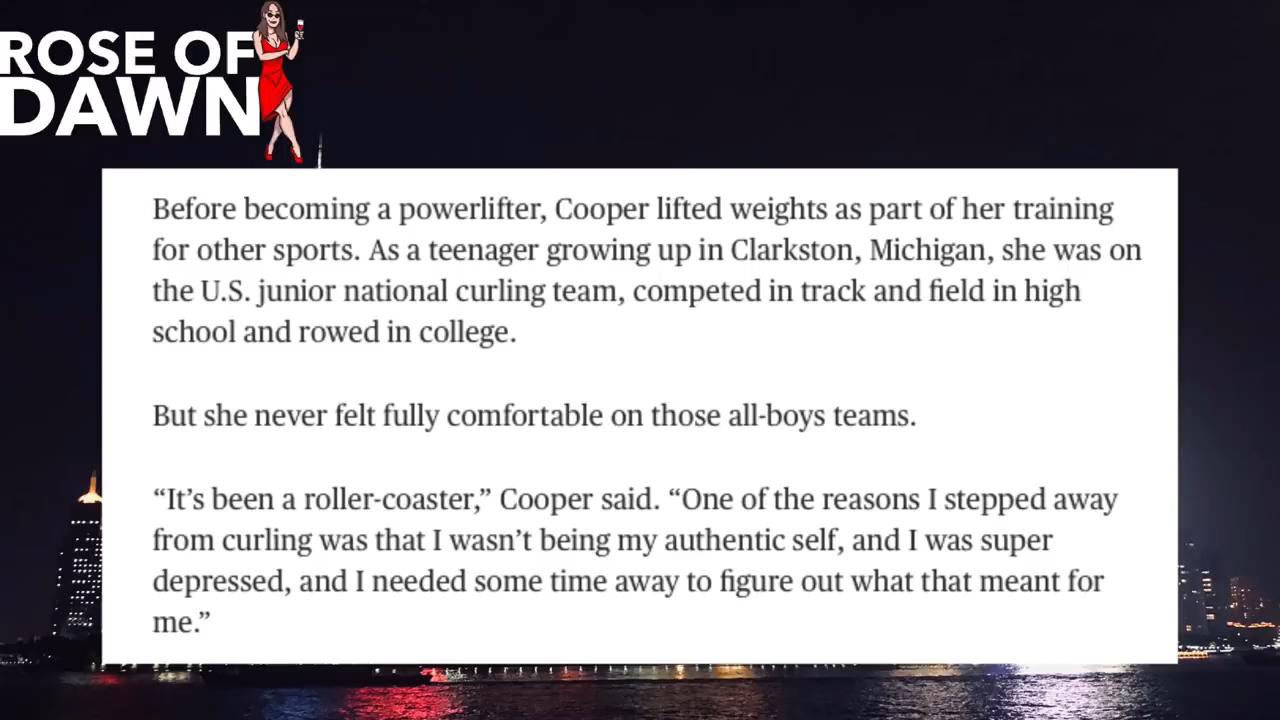 ROSE OF
DAWN
Before becoming a powerlifter, Cooper lifted weights as part of her training
for other sports. As a teenager growing up in Clarkston, Michigan, she was on
the U.S. junior national curling team, competed in track and field in high
school and rowed in college.
But she never felt fully comfortable on those all-boys teams.
“It’s been a roller-coaster,” Cooper said. “One of the reasons I stepped away
from curling was that I wasn’t being my authentic self, and I was super
depressed, and I needed some time away to figure out what that meant for
me.”